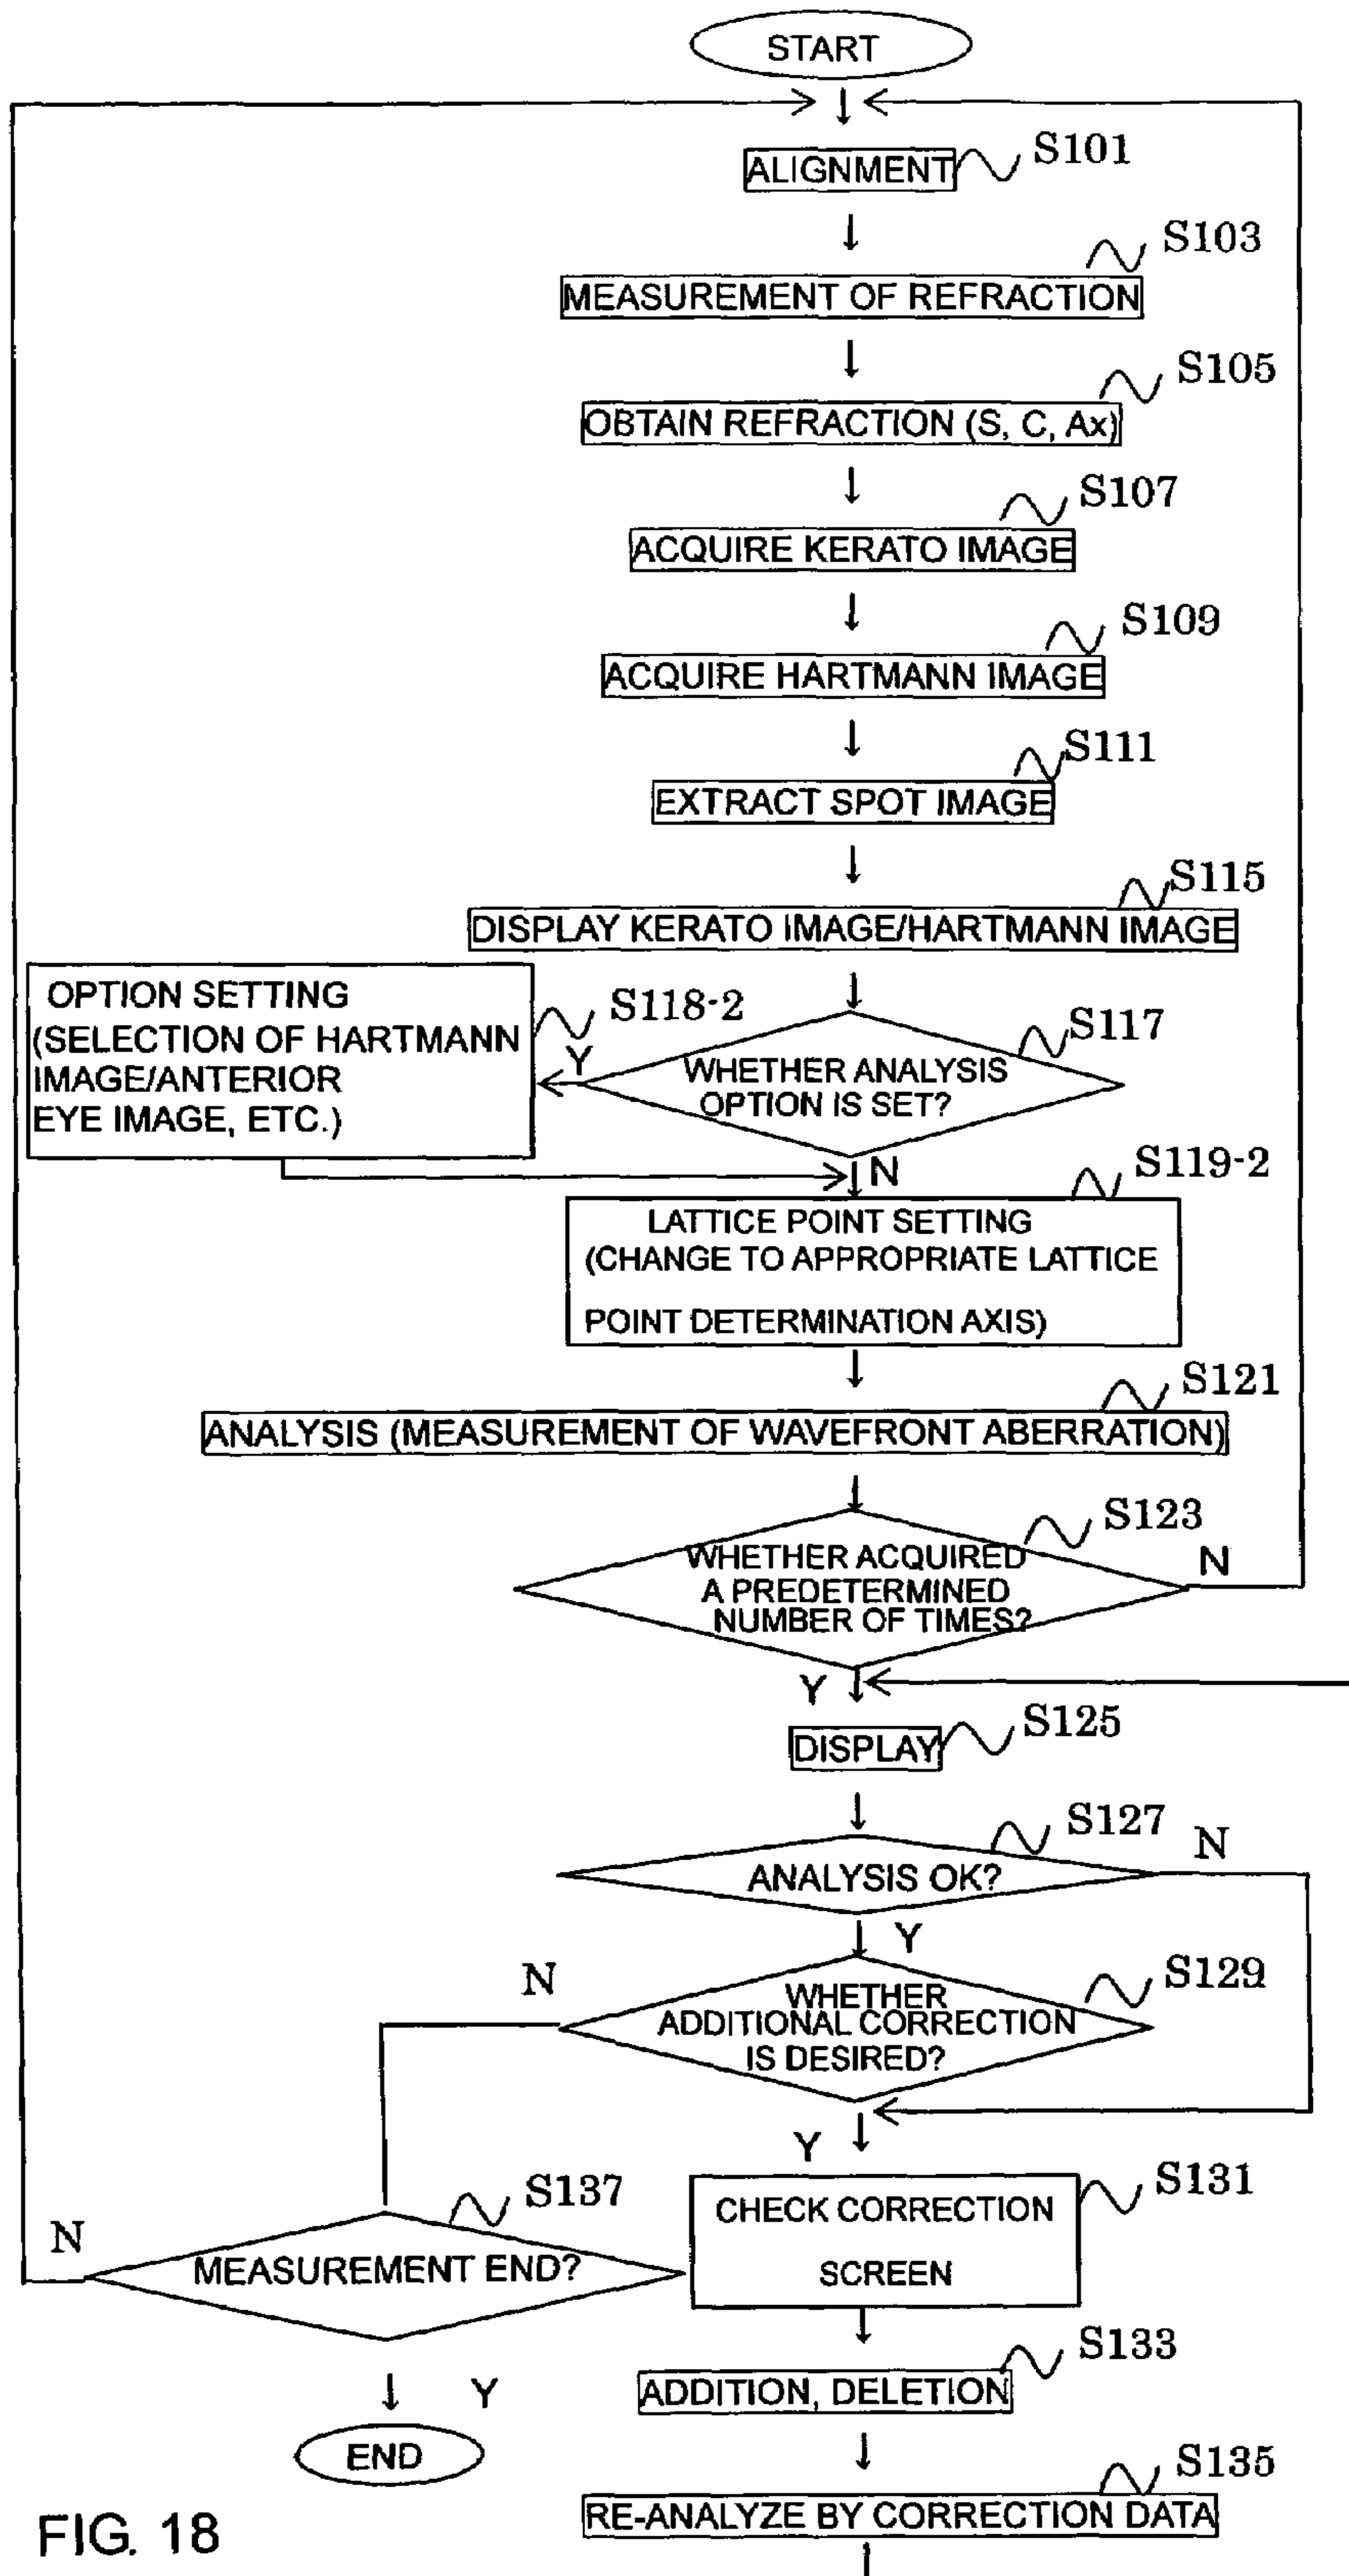 START
ALIGNMENT
S101
S103
MEASUREMENT OF REFRACTION
S105
OBTAIN REFRACTION (S, C, Ax)
S107
ACQUIRE KERATO IMAGE
S109
ACQUIRE HARTMANN IMAGE
S111
EXTRACT SPOT IMAGE
S115
DISPLAY KERATO IMAGE/HARTMANN IMAGE
OPTION SETTING
(SELECTION OF HARTMANN
IMAGE/ANTERIOR
EYE IMAGE, ETC.)
S118-2
Y
S117
WHETHER ANALYSIS
OPTION IS SET?
N
S119-2
LATTICE POINT SETTING
(CHANGE TO APPROPRIATE LATTICE
POINT DETERMINATION AXIS)
S121
ANALYSIS (MEASUREMENT OF WAVEFRONT ABERRATION)
S123
WHETHER ACQUIRED
A PREDETERMINED
NUMBER OF TIMES?
N
Y
DISPLAY
S125
S127
N
ANALYSIS OK?
Y
S129
N
WHETHER
ADDITIONAL CORRECTION
IS DESIRED?
Y
S137
N
MEASUREMENT END?
S131
CHECK CORRECTION
SCREEN
Y
END
S133
ADDITION, DELETION
S135
RE-ANALYZE BY CORRECTION DATA
FIG. 18